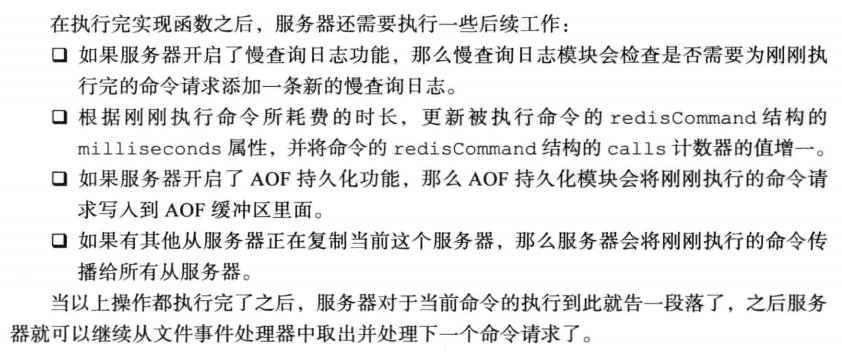 在执行完实现函数之后，服务器还需要执行一些后续工作：
❑ 如果服务器开启了慢查询日志功能，那么慢查询日志模块会检查是否需要为刚刚执
行完的命令请求添加一条新的慢查询日志。
❑ 根据刚刚执行命令所耗费的时长，更新被执行命令的 redisCommand 结构的
milliseconds 属性，并将命令的 redisCommand 结构的 calls 计数器的值增一。
❑ 如果服务器开启了 AOF 持久化功能，那么 AOF 持久化模块会将刚刚执行的命令请
求写入到 AOF 缓冲区里面。
❑ 如果有其他从服务器正在复制当前这个服务器，那么服务器会将刚刚执行的命令传
播给所有从服务器。
当以上操作都执行完了之后，服务器对于当前命令的执行到此就告一段落了，之后服务
器就可以继续从文件事件处理器中取出并处理下一个命令请求了。